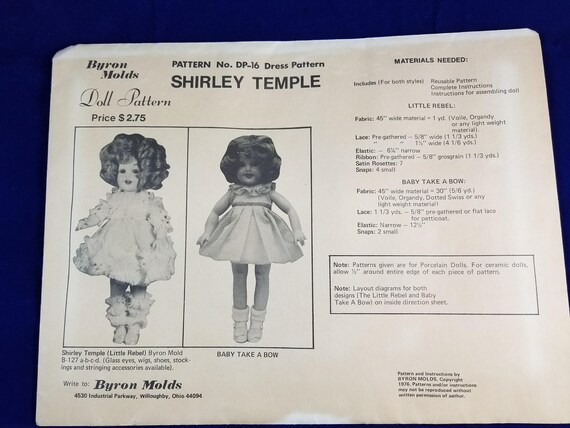 Byron
Molds
Doll Pattern
Price $2.75
PATTERN No. DP-16 Dress Pattern
SHIRLEY TEMPLE
Shirley Temple (Little Rebel) Byron Mold
B-127 a-b-c-d. (Glass eyes, wigs, shoes, stock-
ings and stringing accessories available).
BABY TAKE A BOW
Write to: Byron Molds
4530 Industrial Parkway, Willoughby, Ohio 44094
MATERIALS NEEDED:
Includes (For both styles) Reusable Pattern
Complete Instructions
Instructions for assembling doll
LITTLE REBEL:
Fabric: 45" wide material = 1 yd. (Voile, Organdy
or any light weight
material).
Lace: Pre-gathered – 5/8" wide (1 1/3 yds.)
" " 1½" wide (4 1/6 yds.)
Elastic: – 6¼" narrow
Ribbon: Pre-gathered – 5/8" grosgrain (1 1/3 yds.)
Satin Rosettes: 7
Snaps: 4 small
BABY TAKE A BOW:
Fabric: 45" wide material = 30" (5/6 yd.)
(Voile, Organdy, Dotted Swiss or any
light weight material)
Lace: 1 1/3 yds. – 5/8" pre-gathered or flat lace
for petticoat.
Elastic: Narrow – 12½"
Snaps: 2 small
Note: Patterns given are for Porcelain Dolls. For ceramic dolls,
allow ½" around entire edge of each piece of pattern.
Note: Layout diagrams for both
designs (The Little Rebel and Baby
Take A Bow) on inside direction sheet.
Pattern and Instructions by
BYRON MOLDS. Copyright
1976. Patterns and/or instructions
may not be reproduced without
written permission of author.